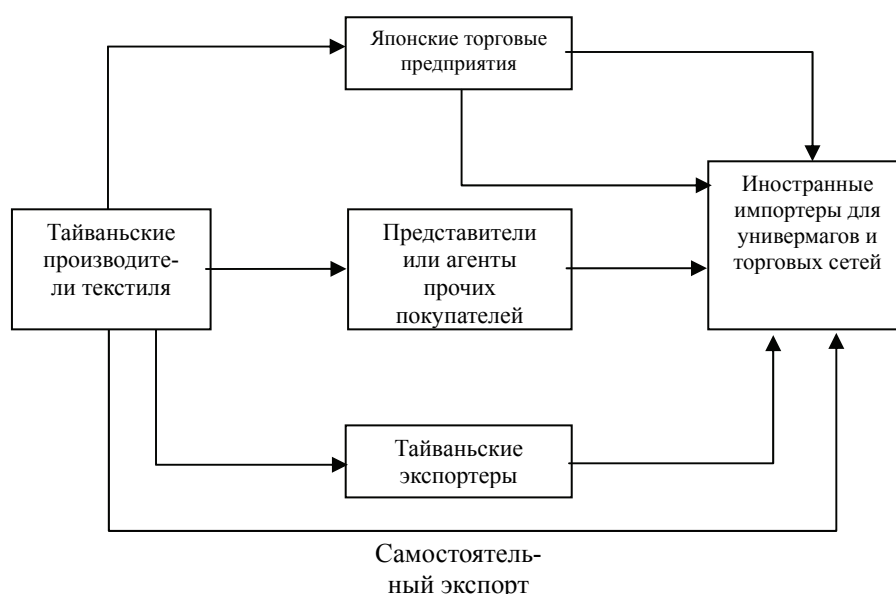 Японские торговые
предприятия
Иностранные
импортеры для
универмагов и
торговых сетей
Тайваньские
производите-
ли текстиля
Представители
или агенты
прочих
покупателей
Тайваньские
экспортеры
Самостоятель-
ный экспорт